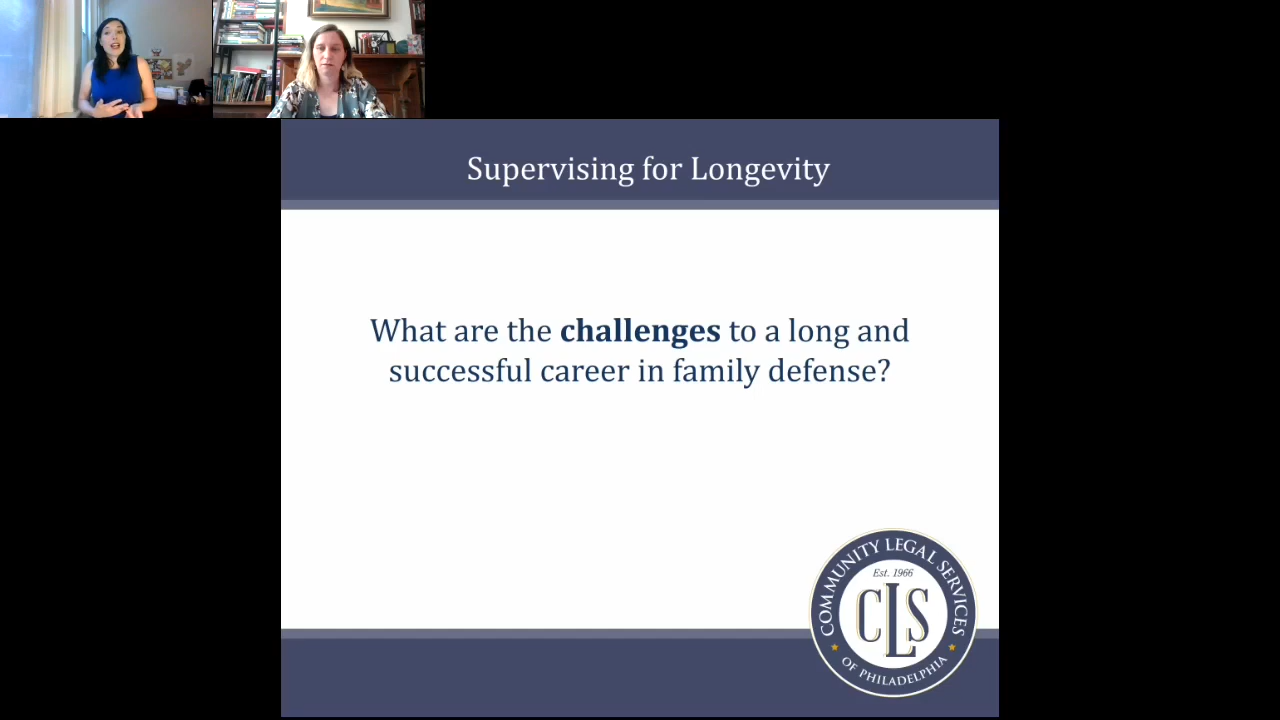 Supervising for Longevity
What are the challenges to a long and
successful career in family defense?
COMMUNITY LEGAL SERVICES
Est. 1966
CLS
OF PHILADELPHIA